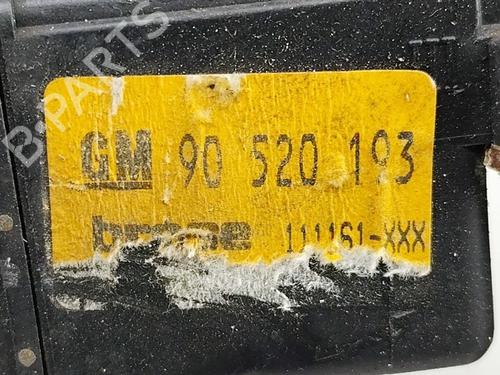 B-PARTS
GM 90 520 193
brose 111161-XXX